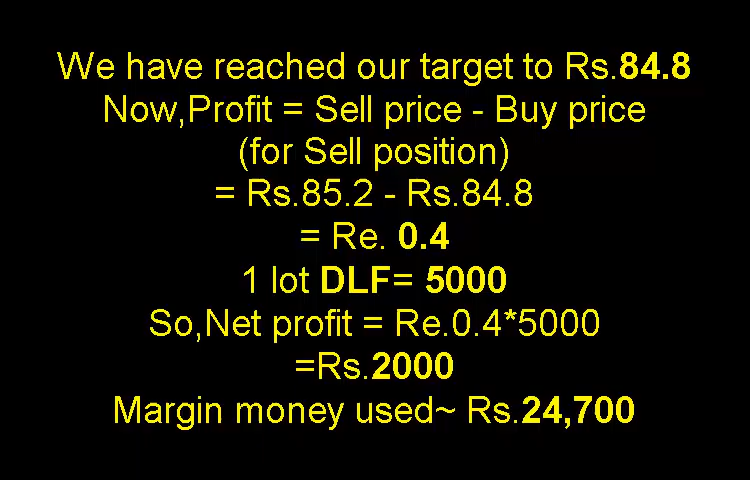 We have reached our target to Rs.84.8
Now,Profit = Sell price - Buy price
(for Sell position)
= Rs.85.2 - Rs.84.8
= Re. 0.4
1 lot DLF= 5000
So,Net profit = Re.0.4*5000
=Rs.2000
Margin money used~ Rs.24,700